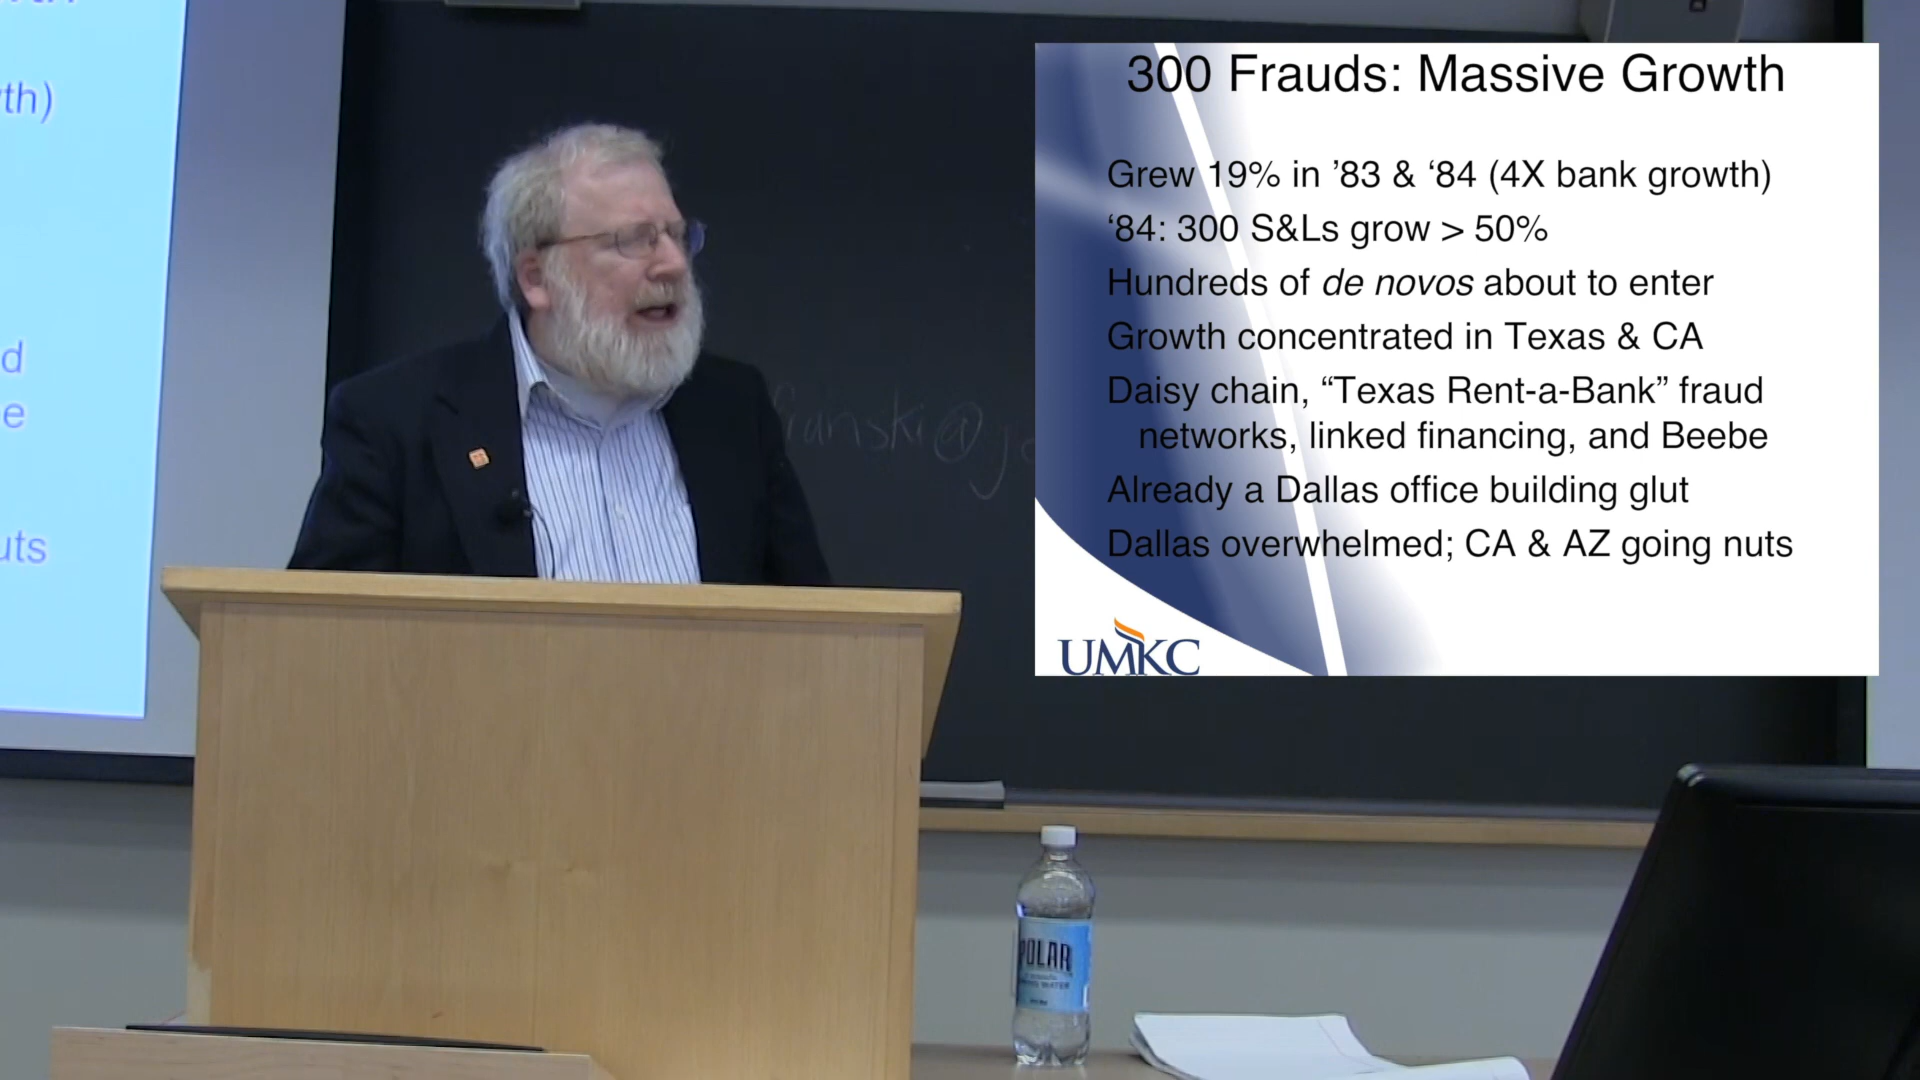 th)
d
e
uts
300 Frauds: Massive Growth
Grew 19% in ’83 & ‘84 (4X bank growth)
‘84: 300 S&Ls grow > 50%
Hundreds of de novos about to enter
Growth concentrated in Texas & CA
Daisy chain, “Texas Rent-a-Bank” fraud
networks, linked financing, and Beebe
Already a Dallas office building glut
Dallas overwhelmed; CA & AZ going nuts
UMKC
POLAR
WATER